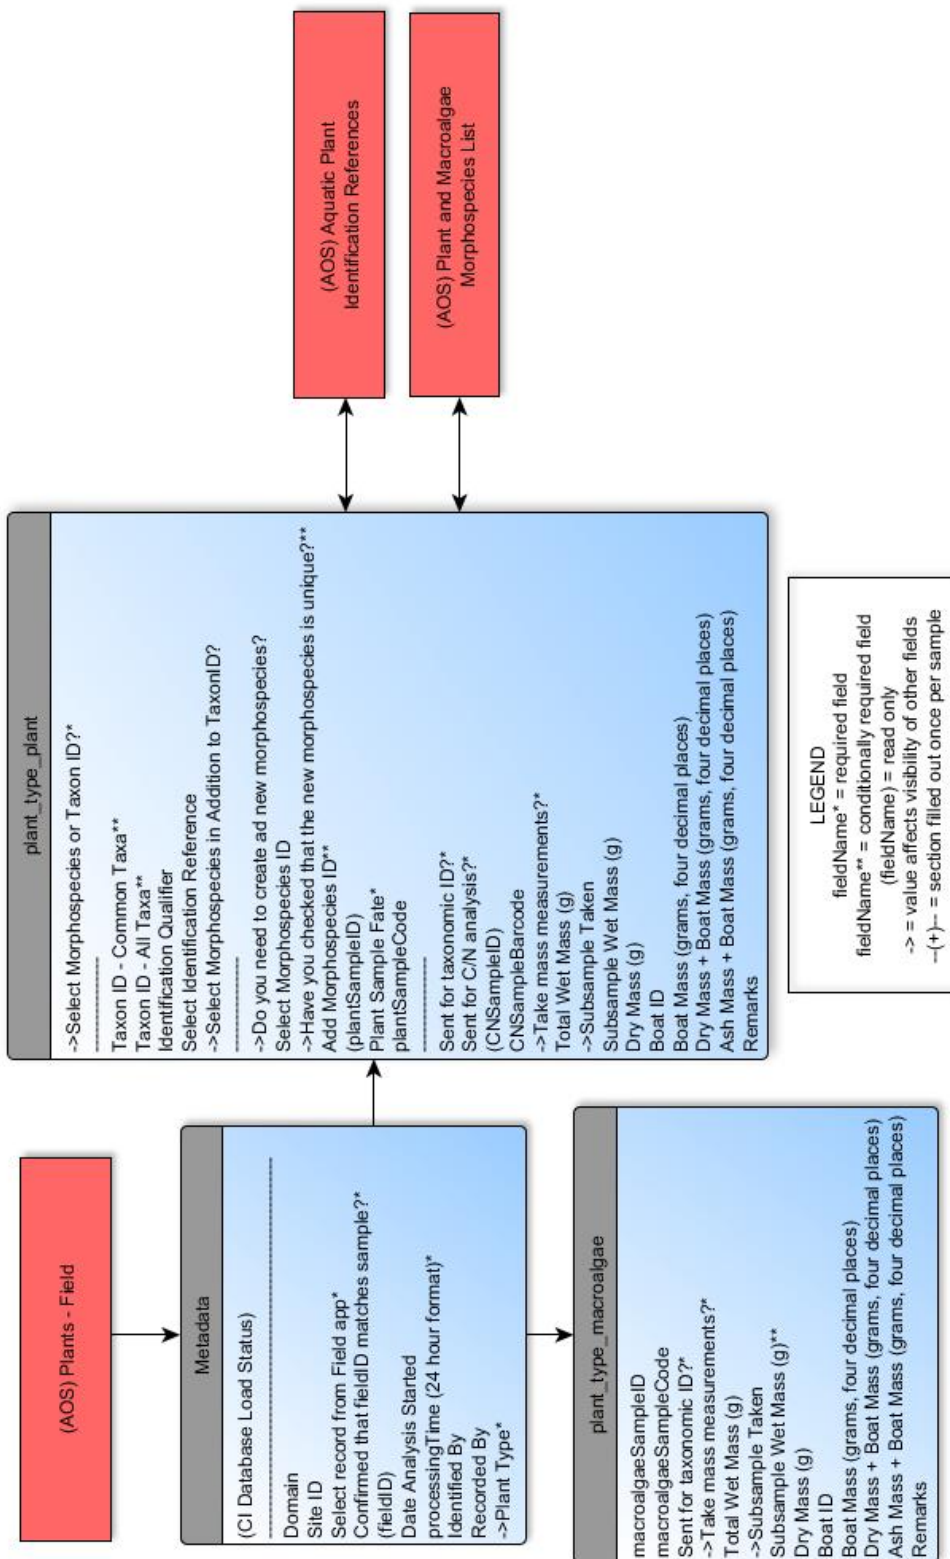 (AOS) Plants - Field
Metadata
(CI Database Load Status)
Domain
Site ID
Select record from Field app*
Confirmed that fieldID matches sample?*
(fieldID)
Date Analysis Started
processingTime (24 hour format)*
Identified By
Recorded By
->Plant Type*
plant_type_macroalgae
macroalgaeSampleID
macroalgaeSampleCode
Sent for taxonomic ID?*
->Take mass measurements?*
Total Wet Mass (g)
->Subsample Taken
Subsample Wet Mass (g)**
Dry Mass (g)
Boat ID
Boat Mass (grams, four decimal places)
Dry Mass + Boat Mass (grams, four decimal places)
Ash Mass + Boat Mass (grams, four decimal places)
Remarks
plant_type_plant
->Select Morphospecies or Taxon ID?*
Taxon ID - Common Taxa**
Taxon ID - All Taxa**
Identification Qualifier
Select Identification Reference
->Select Morphospecies in Addition to TaxonID?
->Do you need to create ad new morphospecies?
Select Morphospecies ID
->Have you checked that the new morphospecies is unique?**
Add Morphospecies ID**
(plantSampleID)
Plant Sample Fate*
plantSampleCode
Sent for taxonomic ID?*
Sent for C/N analysis?*
(CNSampleID)
CNSampleBarcode
->Take mass measurements?*
Total Wet Mass (g)
->Subsample Taken
Subsample Wet Mass (g)
Dry Mass (g)
Boat ID
Boat Mass (grams, four decimal places)
Dry Mass + Boat Mass (grams, four decimal places)
Ash Mass + Boat Mass (grams, four decimal places)
Remarks
(AOS) Aquatic Plant
Identification References
(AOS) Plant and Macroalgae
Morphospecies List
LEGEND
fieldName* = required field
fieldName** = conditionally required field
(fieldName) = read only
-> = value affects visibility of other fields
--(+)-- = section filled out once per sample